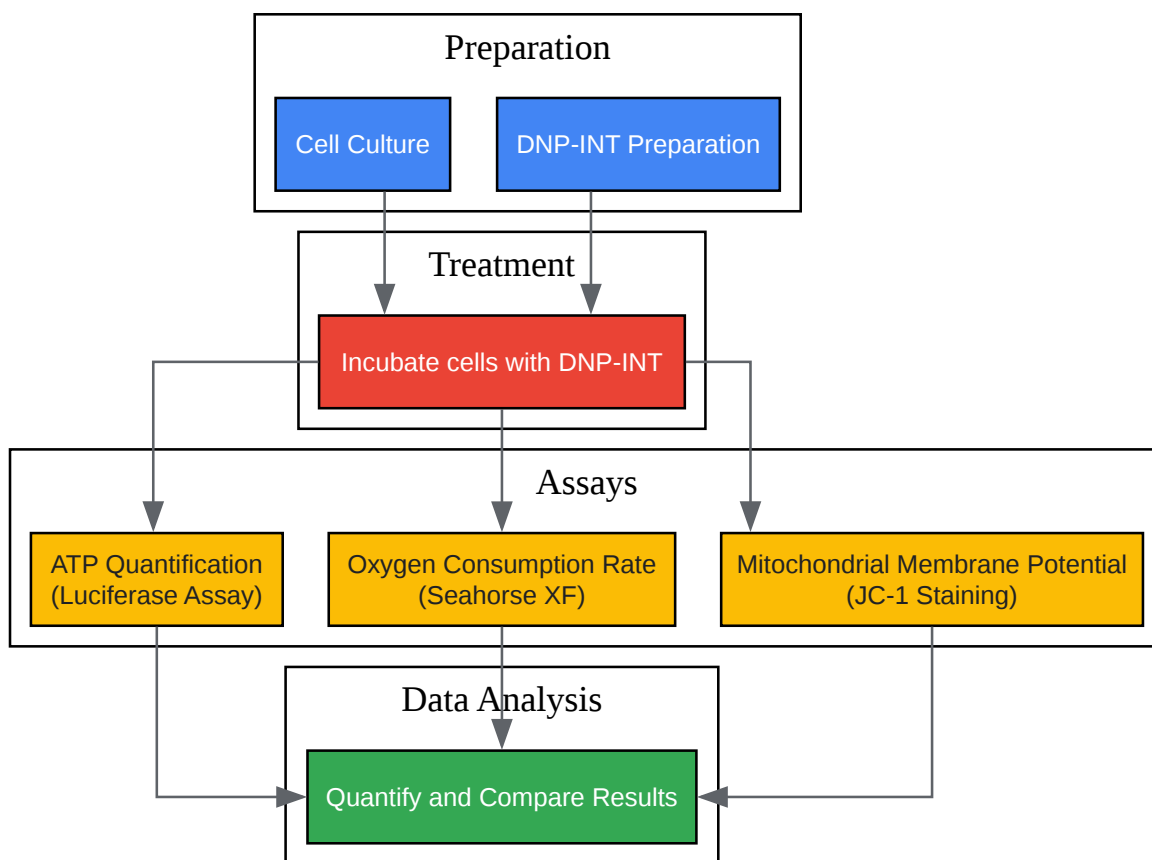 Preparation
Cell Culture
DNP-INT Preparation
Treatment
Incubate cells with DNP-INT
Assays
ATP Quantification
(Luciferase Assay)
Oxygen Consumption Rate
(Seahorse XF)
Mitochondrial Membrane Potential
(JC-1 Staining)
Data Analysis
Quantify and Compare Results